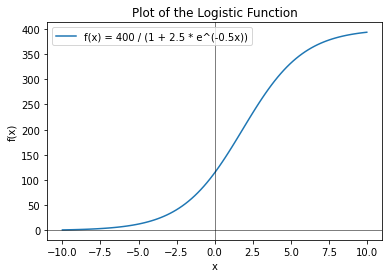 Plot of the Logistic Function
f(x) = 400 / (1 + 2.5 * e^(-0.5x))
400
350
300
250
200
150
100
50
0
f(x)
−10.0 −7.5 −5.0 −2.5 0.0 2.5 5.0 7.5 10.0
x